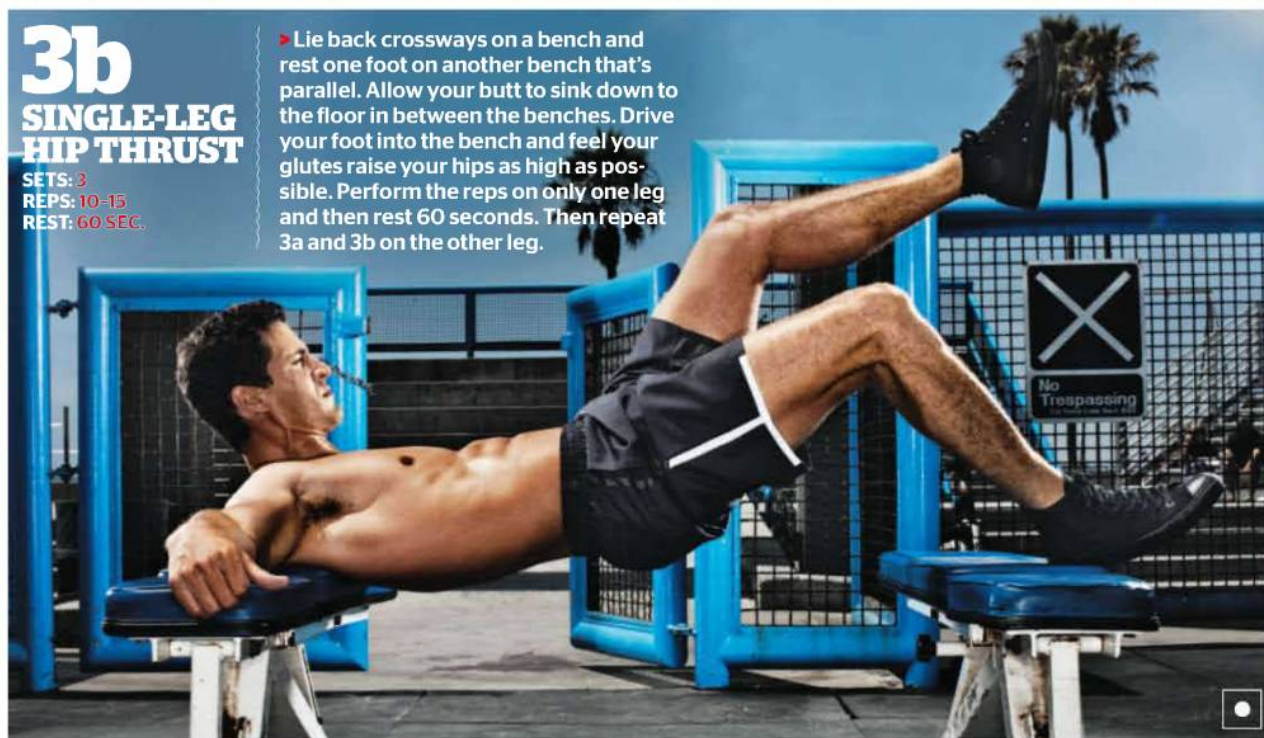 3b
SINGLE-LEG
HIP THRUST
SETS: 3
REPS: 10-15
REST: 60 SEC.
> Lie back crossways on a bench and
rest one foot on another bench that's
parallel. Allow your butt to sink down to
the floor in between the benches. Drive
your foot into the bench and feel your
glutes raise your hips as high as pos-
sible. Perform the reps on only one leg
and then rest 60 seconds. Then repeat
3a and 3b on the other leg.
No
Trespassing